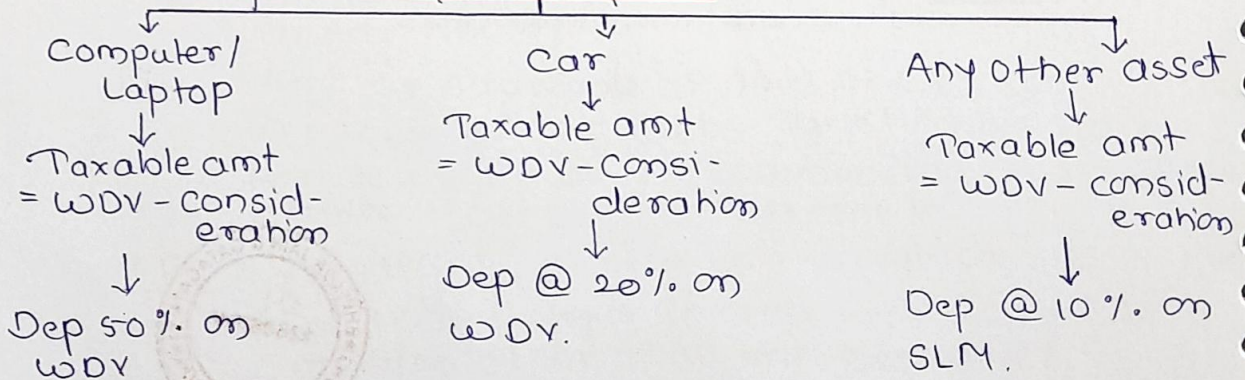 Computer/
Laptop
Taxable amt
= WDV - consid-
eration
Dep 50%. on
WDV
Car
Taxable amt
= WDV - Consi-
deration
Dep @ 20%. on
WDV.
Any other asset
Taxable amt
= WDV - consid-
eration
Dep @ 10%. on
SLM.